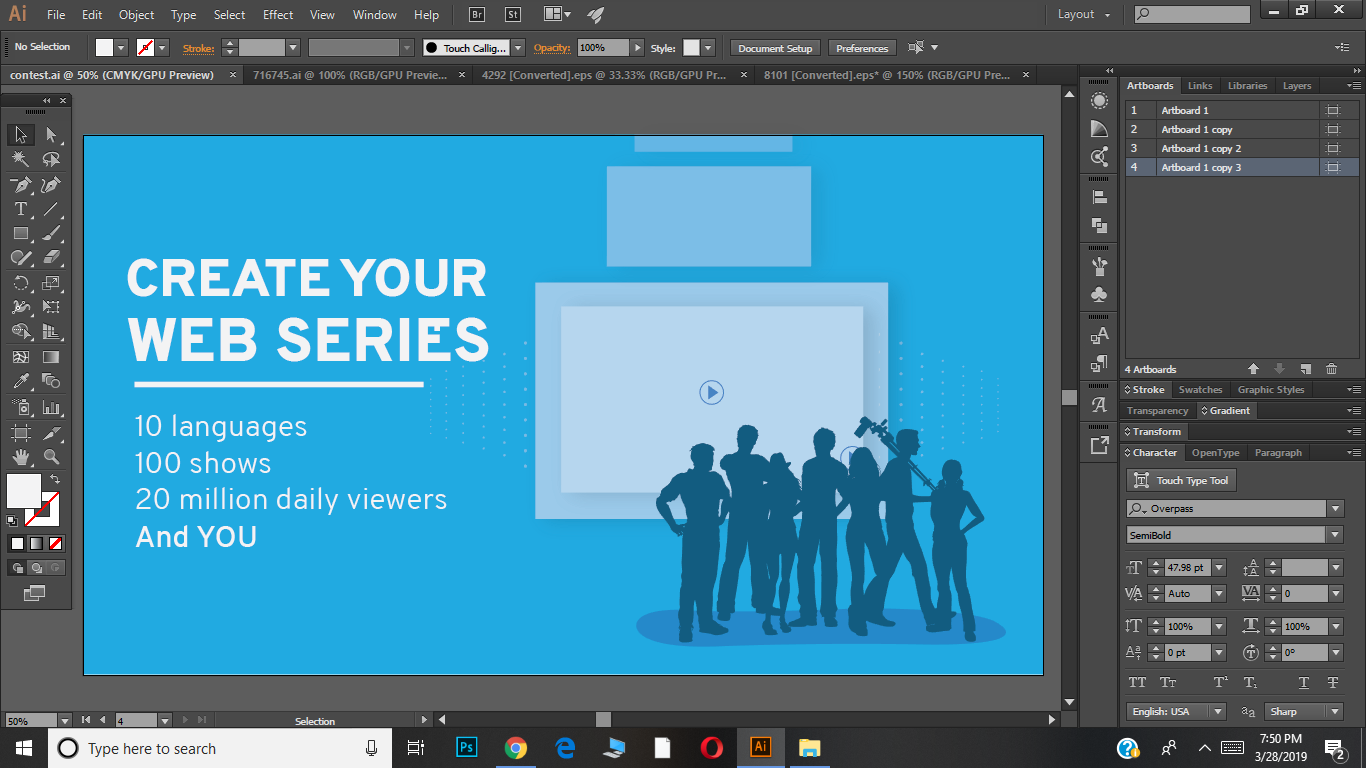 Ai File Edit Object Type Select Effect View Window Help Br St Layout
No Selection Stroke: Touch Callig... Opacity: 100% Style: Document Setup Preferences
contest.ai @ 50% (CMYK/GPU Preview) × 716745.ai @ 100% (RGB/GPU Previe... × 4292 [Converted].eps @ 33.33% (RGB/GPU Pr... × 8101 [Converted].eps* @ 150% (RGB/GPU Pre... ×
CREATE YOUR
WEB SERIES
10 languages
100 shows
20 million daily viewers
And YOU
Artboards Links Libraries Layers
1 Artboard 1
2 Artboard 1 copy
3 Artboard 1 copy 2
4 Artboard 1 copy 3
4 Artboards
Stroke Swatches Graphic Styles
Transparency Gradient
Transform
Character OpenType Paragraph
Touch Type Tool
Overpass
SemiBold
47.98 pt
Auto 0
100% 100%
0 pt 0°
English: USA Sharp
50% 4 Selection
Type here to search Ps Ai 7:50 PM
3/28/2019 2